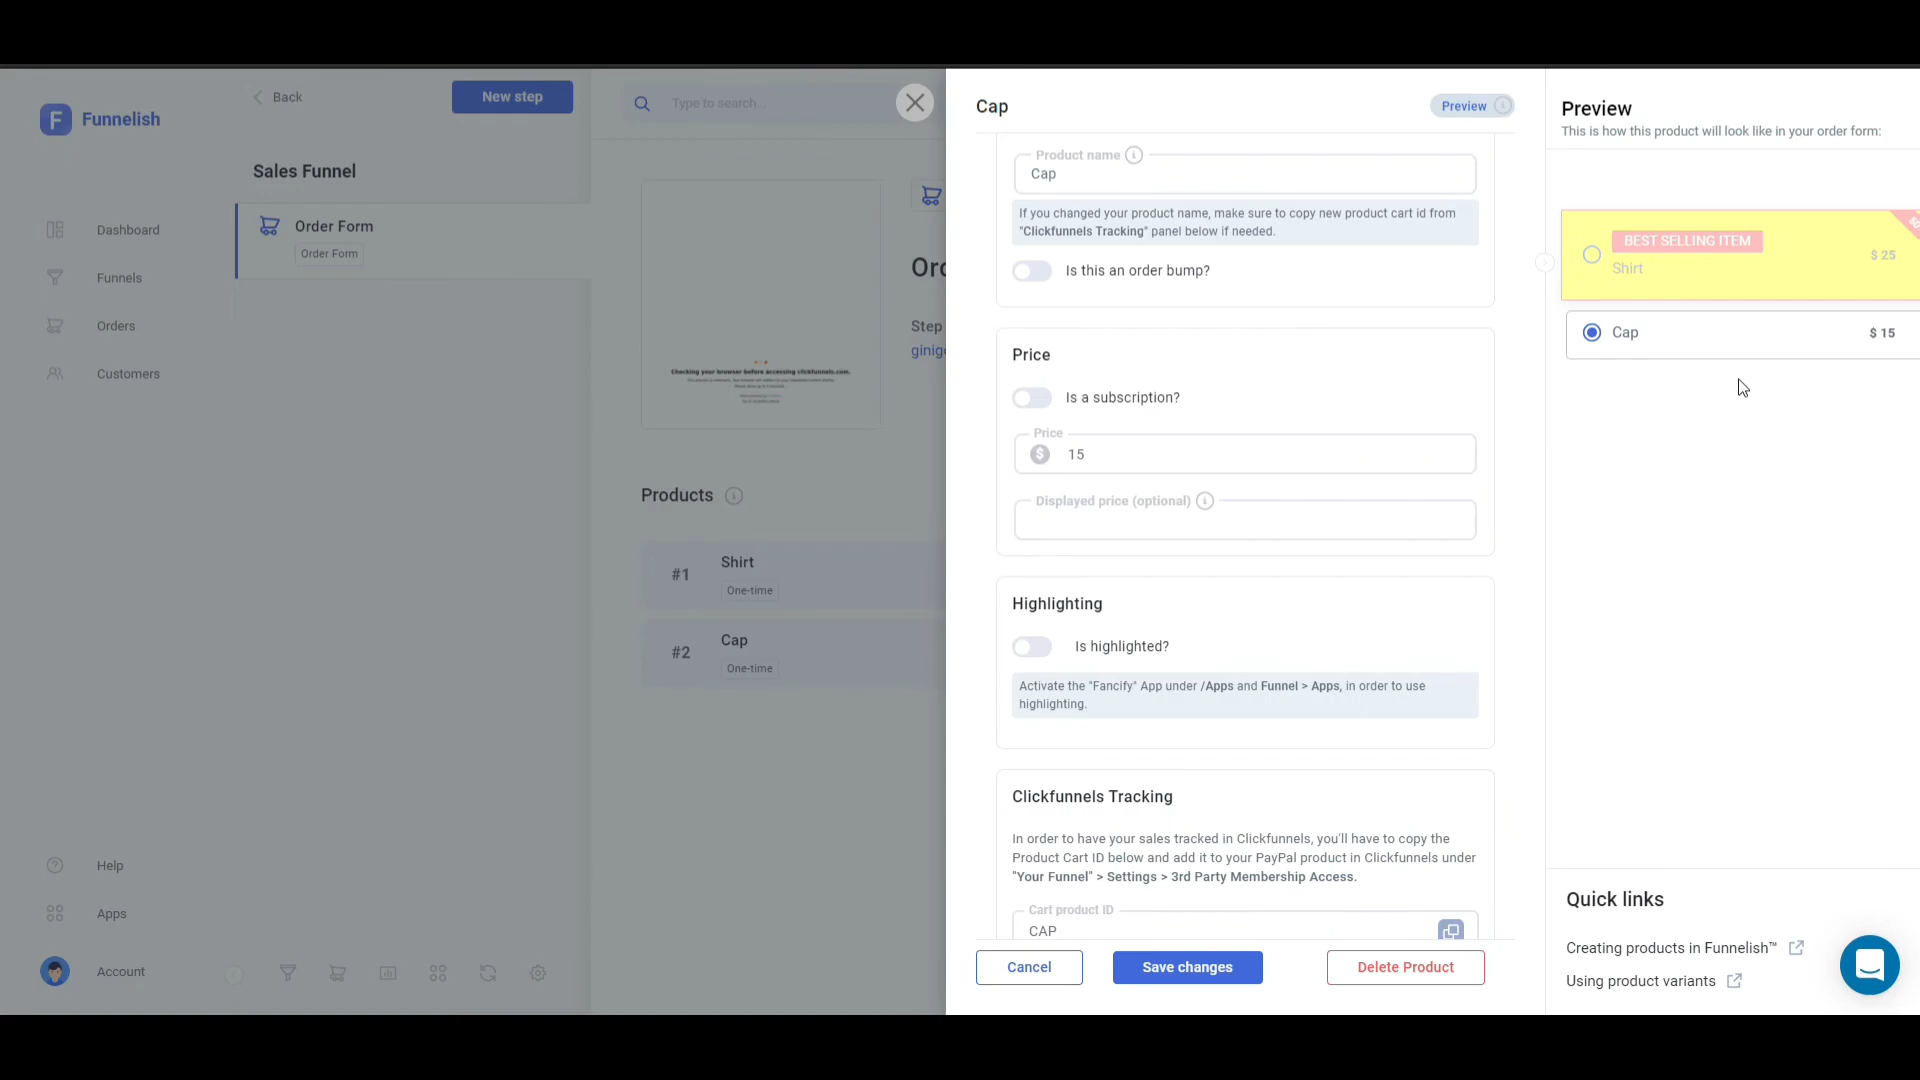 Funnelish
Dashboard
Funnels
Orders
Customers
Help
Apps
Account
Back
New step
Sales Funnel
Order Form
Order Form
Type to search...
Checking your browser before accessing clickfunnels.com.
Step
Products
#1
Shirt
One-time
#2
Cap
One-time
Cap
Preview
Product name
Cap
If you changed your product name, make sure to copy new product cart id from
"Clickfunnels Tracking" panel below if needed.
Is this an order bump?
Price
Is a subscription?
Price
$ 15
Displayed price (optional)
Highlighting
Is highlighted?
Activate the "Fancify" App under /Apps and Funnel > Apps, in order to use
highlighting.
Clickfunnels Tracking
In order to have your sales tracked in Clickfunnels, you'll have to copy the
Product Cart ID below and add it to your PayPal product in Clickfunnels under
"Your Funnel" > Settings > 3rd Party Membership Access.
Cart product ID
CAP
Cancel
Save changes
Delete Product
Preview
This is how this product will look like in your order form:
BEST SELLING ITEM
Shirt
$ 25
Cap
$ 15
Quick links
Creating products in Funnelish™
Using product variants